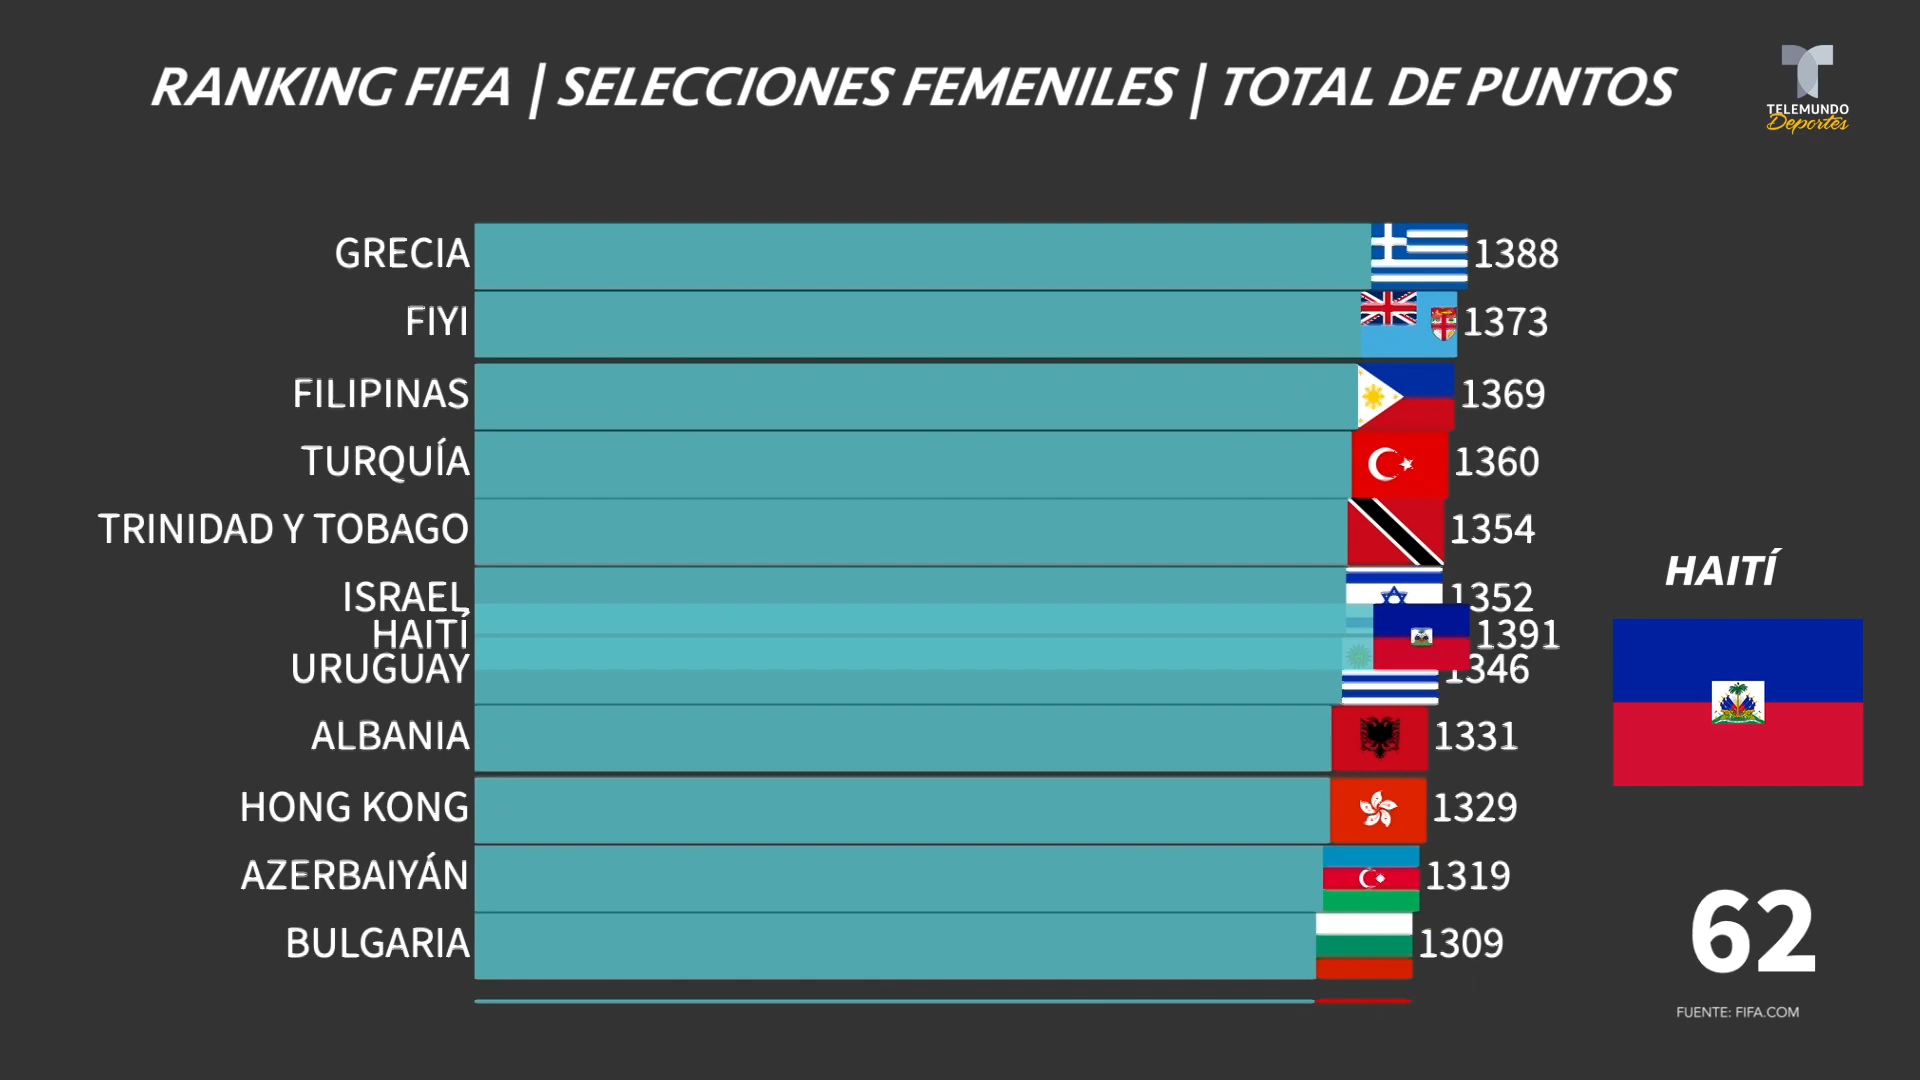 RANKING FIFA | SELECCIONES FEMENILES | TOTAL DE PUNTOS
TELEMUNDO
Deportes
GRECIA 1388
FIYI 1373
FILIPINAS 1369
TURQUÍA 1360
TRINIDAD Y TOBAGO 1354
ISRAEL 1352
HAITÍ 1391
URUGUAY 1346
ALBANIA 1331
HONG KONG 1329
AZERBAIYÁN 1319
BULGARIA 1309
HAITÍ
62
FUENTE: FIFA.COM